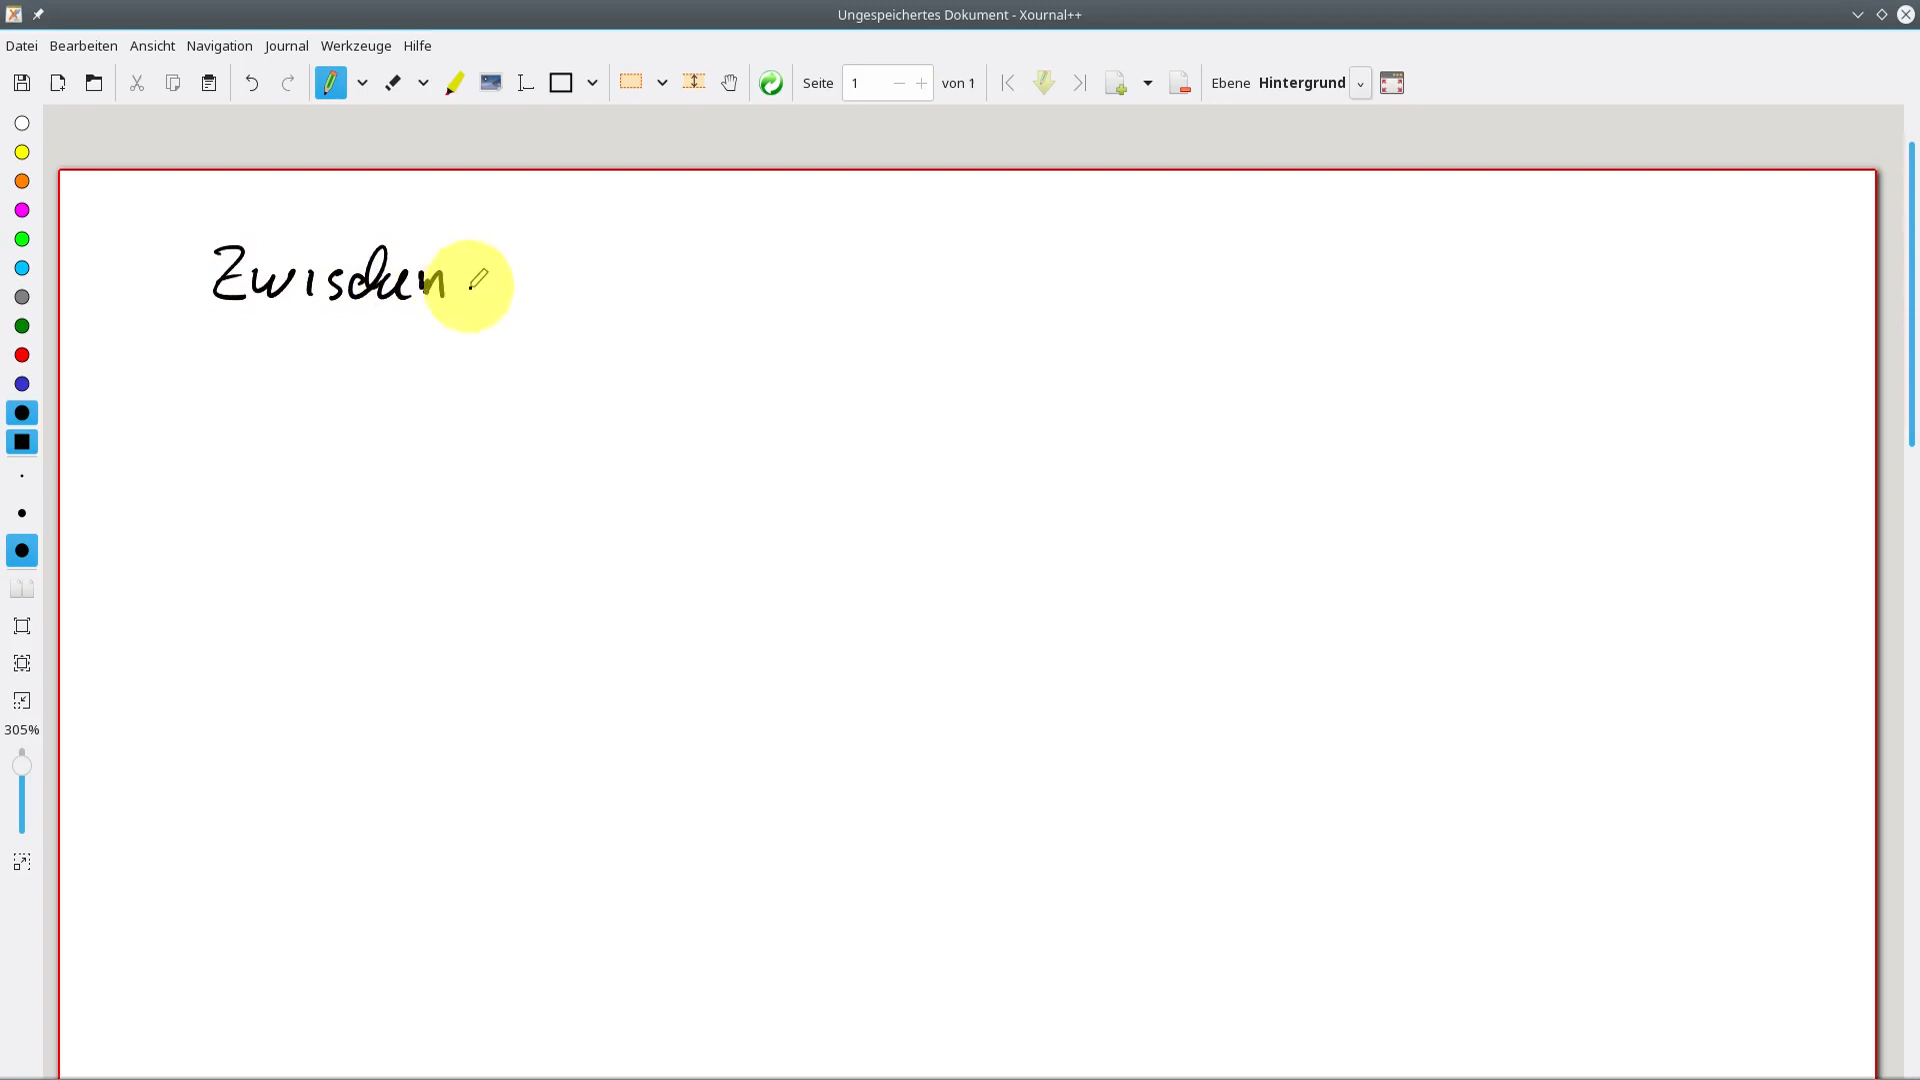 Ungespeichertes Dokument - Xournal++
Datei Bearbeiten Ansicht Navigation Journal Werkzeuge Hilfe
Seite 1 von 1 Ebene Hintergrund
Zwischen
305%